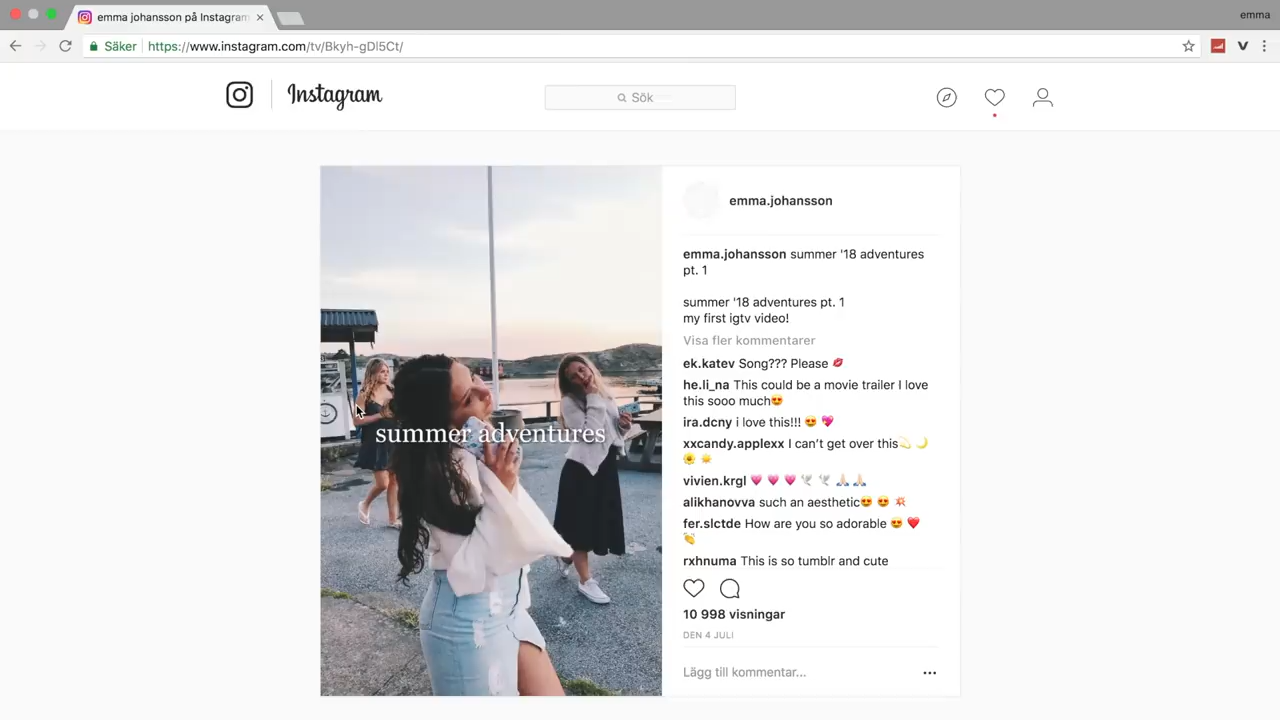 emma johansson på Instagram
emma
Säker
https://www.instagram.com/tv/Bkyh-gDl5Ct/
Instagram
Sök
emma.johansson
emma.johansson summer '18 adventures
pt. 1
summer '18 adventures pt. 1
my first igtv video!
Visa fler kommentarer
ek.katev Song??? Please 💋
he.li_na This could be a movie trailer I love
this sooo much😍
ira.dcny i love this!!! 😍 💖
xxcandy.applexx I can't get over this💫 🌙
🌻 ☀️
vivien.krgl 💗 💗 💗 🕊 🕊 🙏🏻 🙏🏻
alikhanovva such an aesthetic😍 😍 💥
fer.slctde How are you so adorable 😍 ❤️
👏
rxhnuma This is so tumblr and cute
summer adventures
10 998 visningar
DEN 4 JULI
Lägg till kommentar...